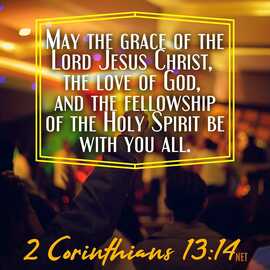 May the grace of the
Lord Jesus Christ,
the love of God,
and the fellowship
of the Holy Spirit be
with you all.
2 Corinthians 13:14 NET